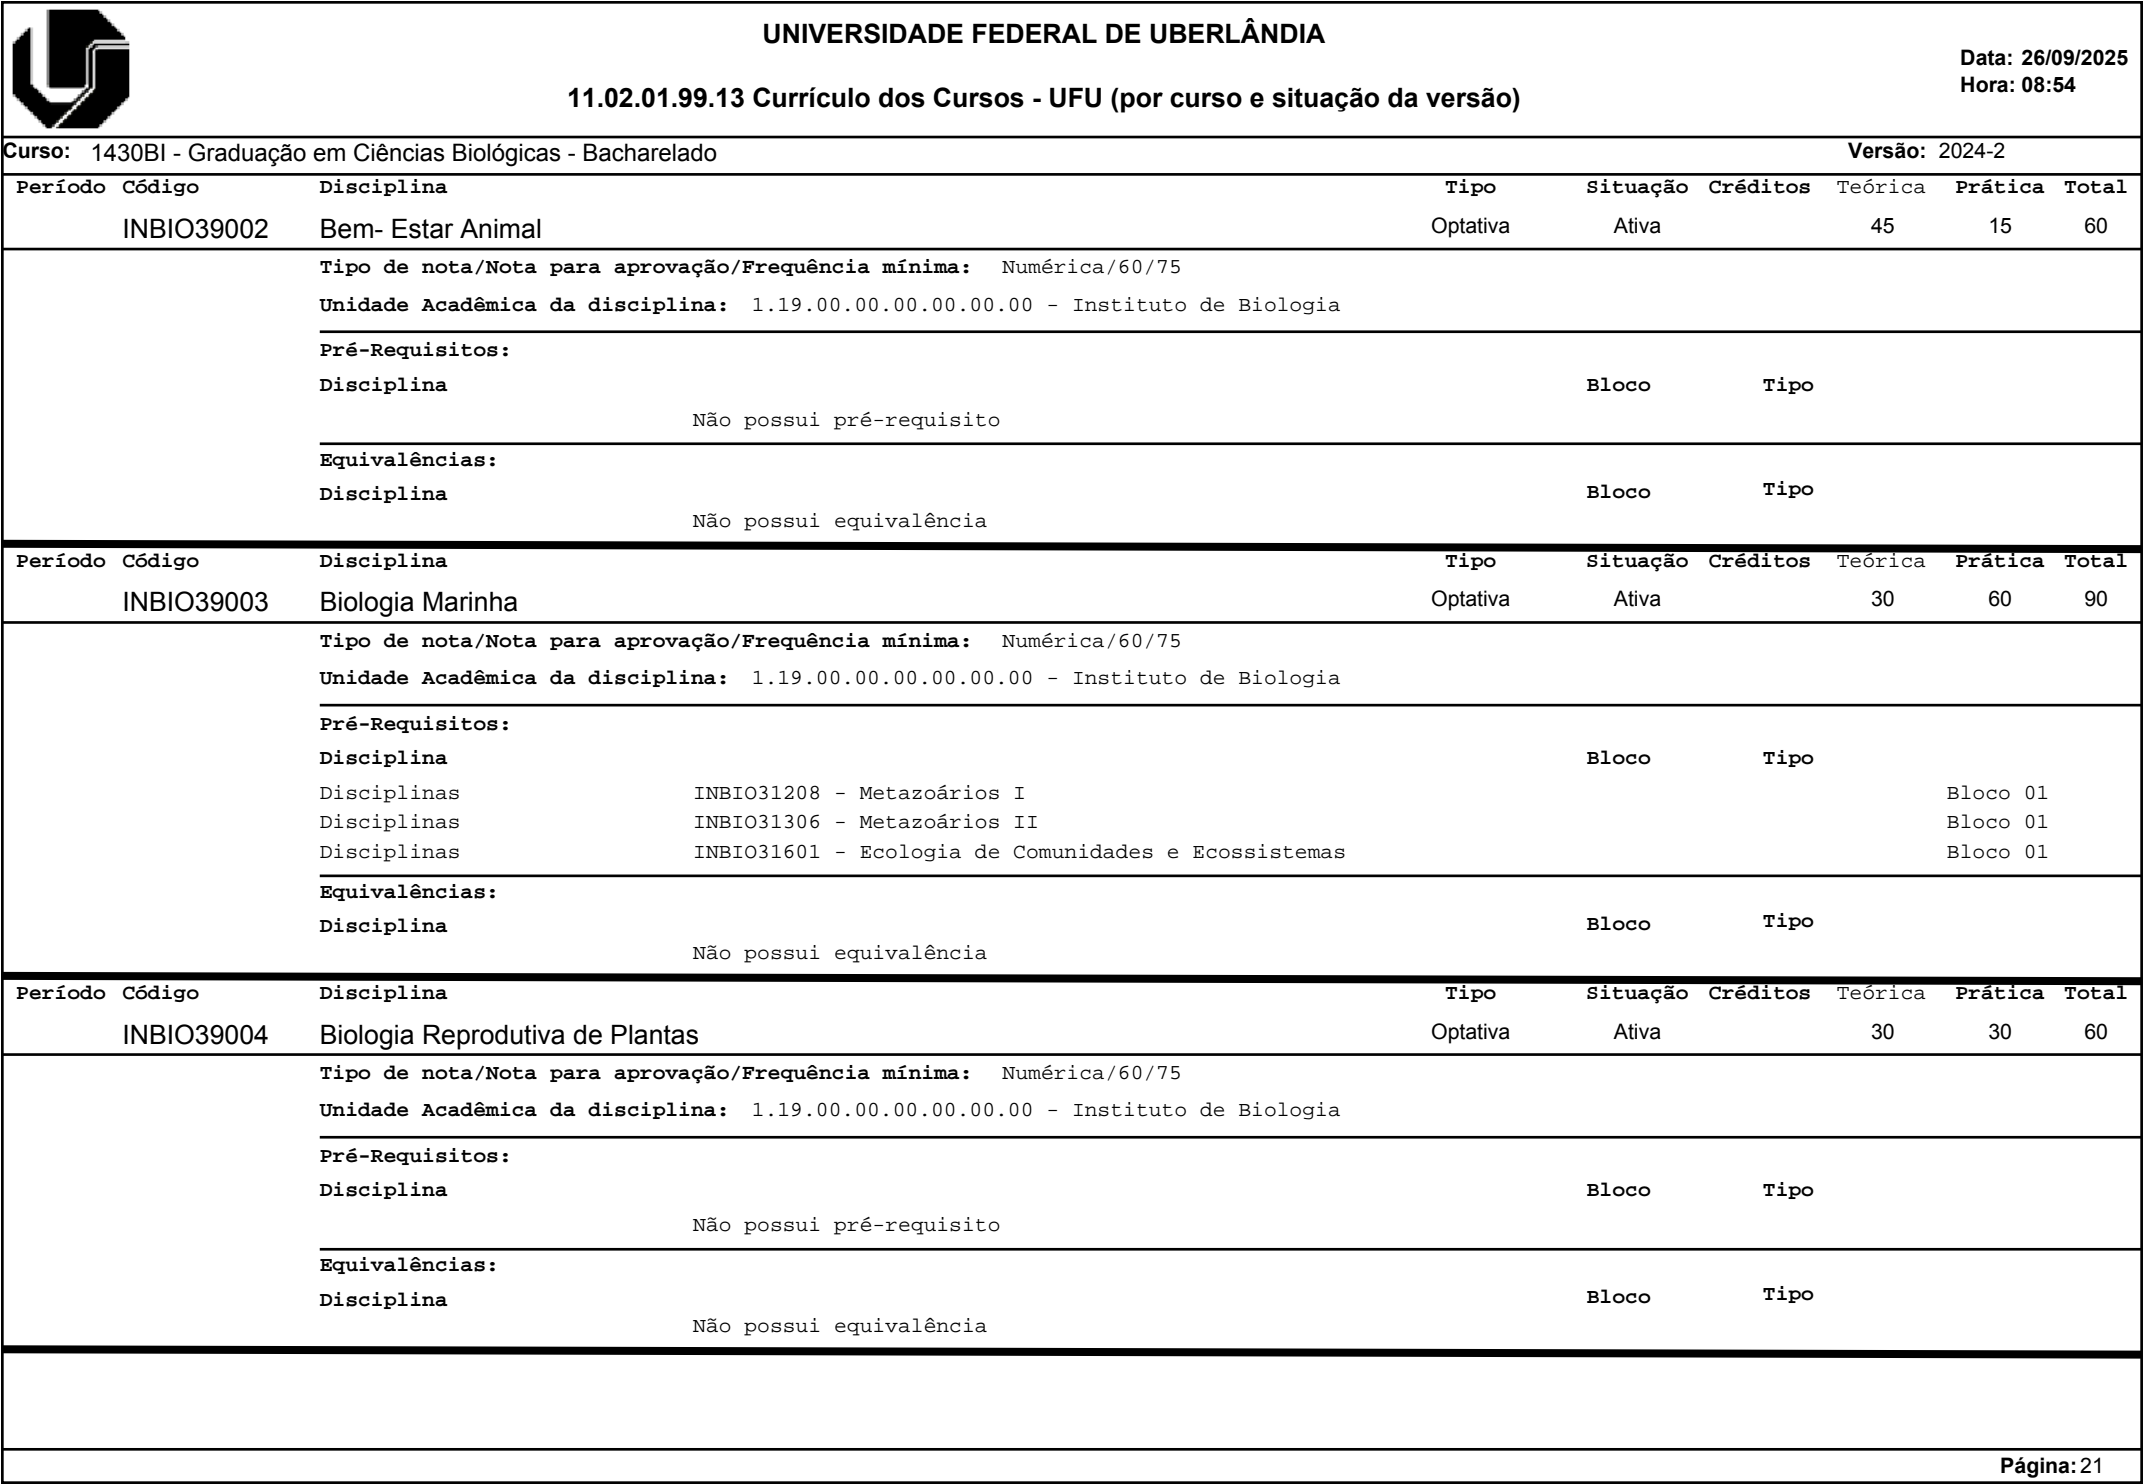 UNIVERSIDADE FEDERAL DE UBERLÂNDIA
Data: 26/09/2025
Hora: 08:54
11.02.01.99.13 Currículo dos Cursos - UFU (por curso e situação da versão)
Curso: 1430BI - Graduação em Ciências Biológicas - Bacharelado Versão: 2024-2
Período Código Disciplina Tipo Situação Créditos Teórica Prática Total
INBIO39002 Bem- Estar Animal Optativa Ativa 45 15 60
Tipo de nota/Nota para aprovação/Frequência mínima: Numérica/60/75
Unidade Acadêmica da disciplina: 1.19.00.00.00.00.00.00 - Instituto de Biologia
Pré-Requisitos:
Disciplina Bloco Tipo
Não possui pré-requisito
Equivalências:
Disciplina Bloco Tipo
Não possui equivalência
Período Código Disciplina Tipo Situação Créditos Teórica Prática Total
INBIO39003 Biologia Marinha Optativa Ativa 30 60 90
Tipo de nota/Nota para aprovação/Frequência mínima: Numérica/60/75
Unidade Acadêmica da disciplina: 1.19.00.00.00.00.00.00 - Instituto de Biologia
Pré-Requisitos:
Disciplina Bloco Tipo
Disciplinas INBIO31208 - Metazoários I Bloco 01
Disciplinas INBIO31306 - Metazoários II Bloco 01
Disciplinas INBIO31601 - Ecologia de Comunidades e Ecossistemas Bloco 01
Equivalências:
Disciplina Bloco Tipo
Não possui equivalência
Período Código Disciplina Tipo Situação Créditos Teórica Prática Total
INBIO39004 Biologia Reprodutiva de Plantas Optativa Ativa 30 30 60
Tipo de nota/Nota para aprovação/Frequência mínima: Numérica/60/75
Unidade Acadêmica da disciplina: 1.19.00.00.00.00.00.00 - Instituto de Biologia
Pré-Requisitos:
Disciplina Bloco Tipo
Não possui pré-requisito
Equivalências:
Disciplina Bloco Tipo
Não possui equivalência
Página: 21